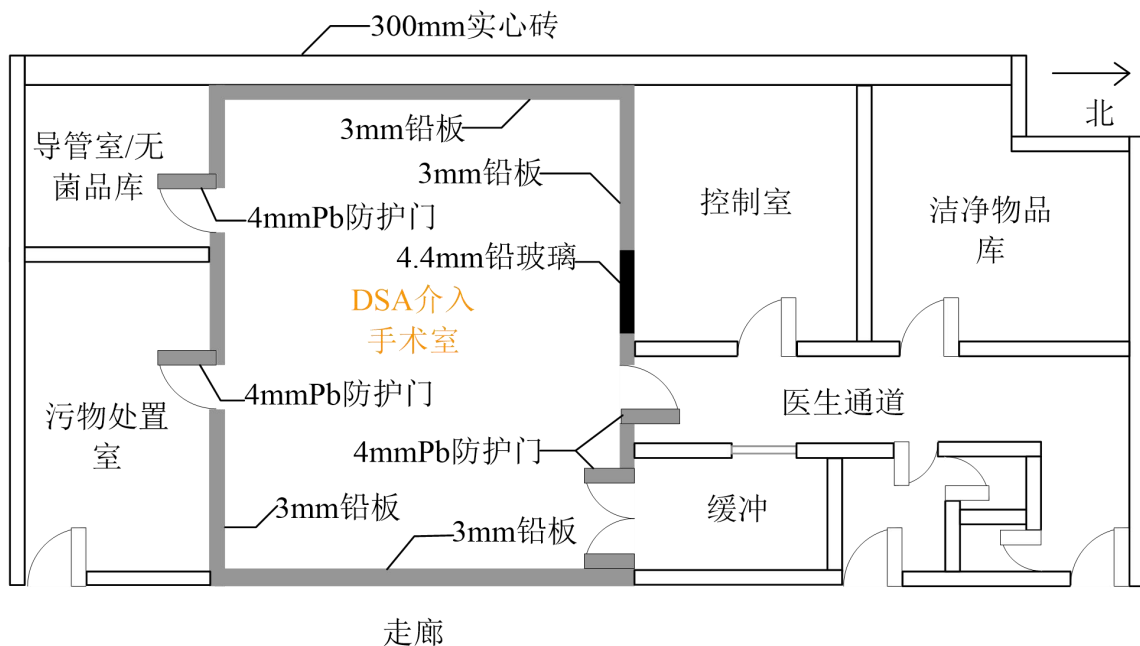 300mm实心砖
北
3mm铅板
导管室/无
菌品库
3mm铅板
控制室
洁净物品
库
4mmPb防护门
4.4mm铅玻璃
DSA介入
手术室
4mmPb防护门
污物处置
室
医生通道
4mmPb防护门
3mm铅板
缓冲
3mm铅板
走廊